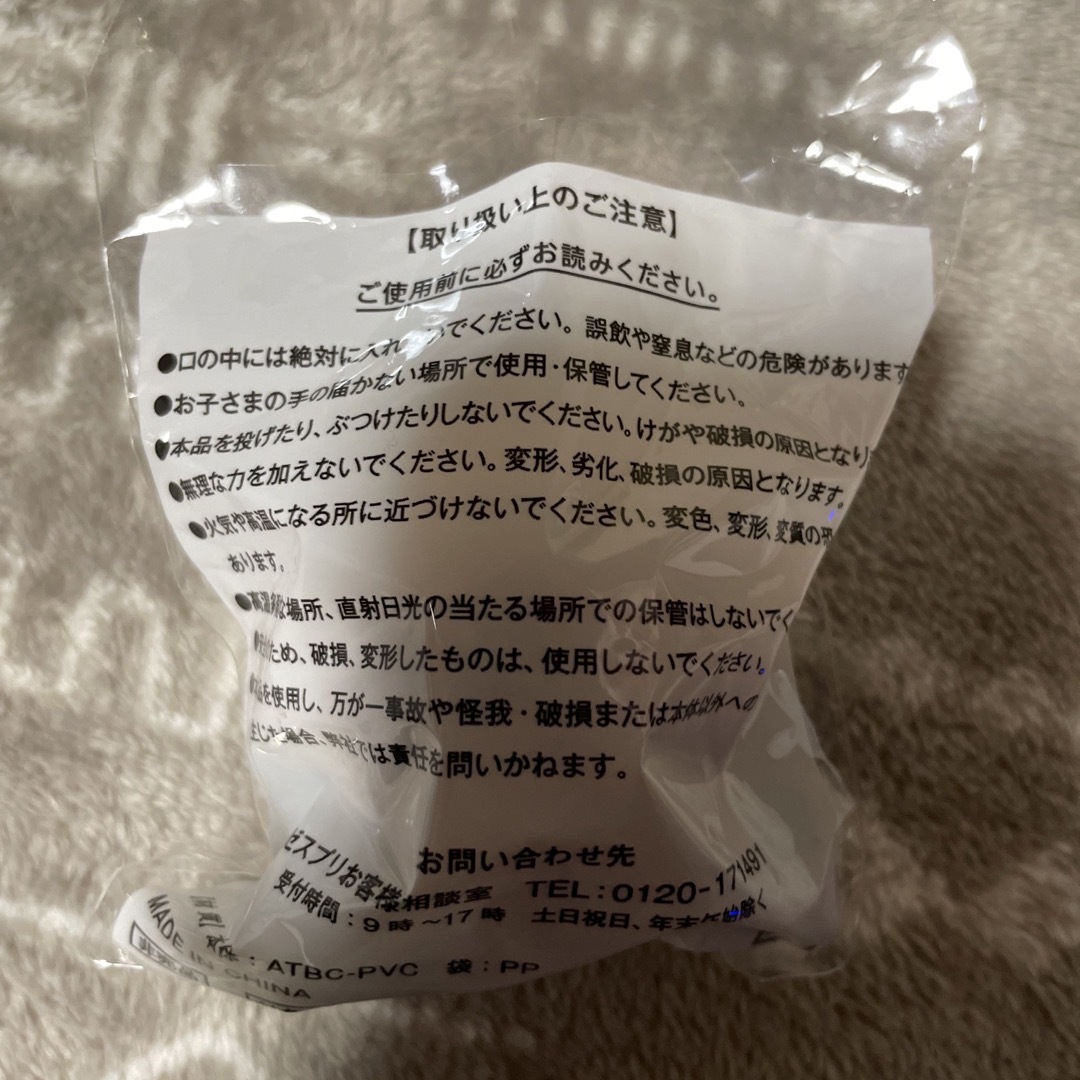 【取り扱い上のご注意】
ご使用前に必ずお読みください。
●口の中には絶対に入れないでください。誤飲や窒息などの危険があります
●お子さまの手の届かない場所で使用・保管してください。
●本品を投げたり、ぶつけたりしないでください。けがや破損の原因となりま
●無理な力を加えないでください。変形、劣化、破損の原因となります。
●火気や高温になる所に近づけないでください。変色、変形、変質の
あります。
●高温 場所、直射日光の当たる場所での保管はしないでく
ため、破損、変形したものは、使用しないでください。
を使用し、万が一事故や怪我・破損または本体以外への
生じた場合、弊社では責任を問いかねます。
お問い合わせ先
ゼスプリお客様相談室 TEL:0120-171491
受付時間:9時～17時 土日祝日、年末年始除く
ATBC-PVC 袋:PP
MADE IN CHINA
非売品